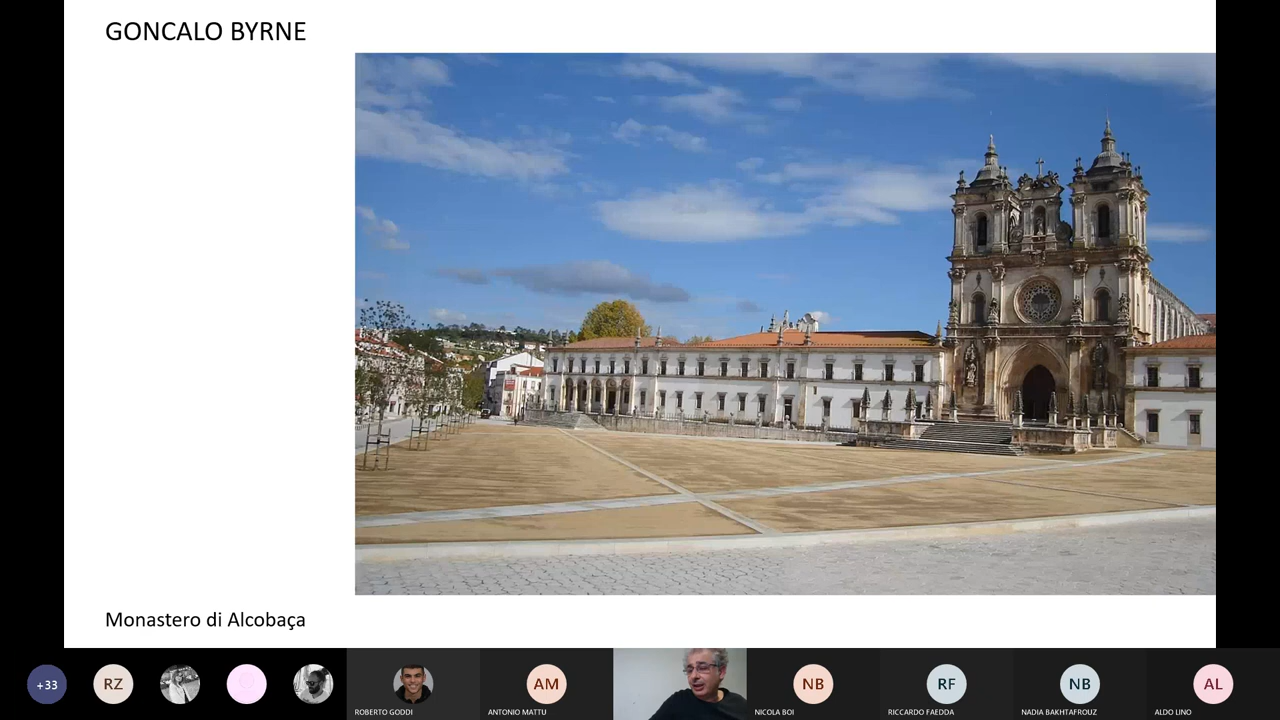 GONCALO BYRNE
Monastero di Alcobaça
+33
RZ
AM
NB
RF
NB
AL
ROBERTO GODDI
ANTONIO MATTU
NICOLA BOI
RICCARDO FAEDDA
NADIA BAKHTAFROUZ
ALDO LINO